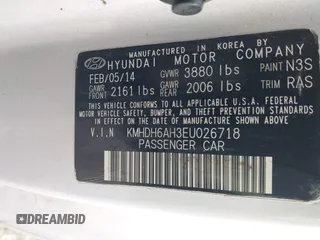 MANUFACTURED IN KOREA BY
HYUNDAI MOTOR COMPANY
FEB/05/14 GVWR 3880 lbs PAINT N3S
GAWR FRONT 2161 lbs GAWR REAR 2006 lbs TRIM RAS
THIS VEHICLE CONFORMS TO ALL APPLICABLE
U.S. FEDERAL MOTOR VEHICLE SAFETY, BUMPER, AND THEFT
PREVENTION STANDARDS IN EFFECT ON THE DATE OF
MANUFACTURE SHOWN ABOVE.
V.I.N KMHDH6AH3EU026718
PASSENGER CAR